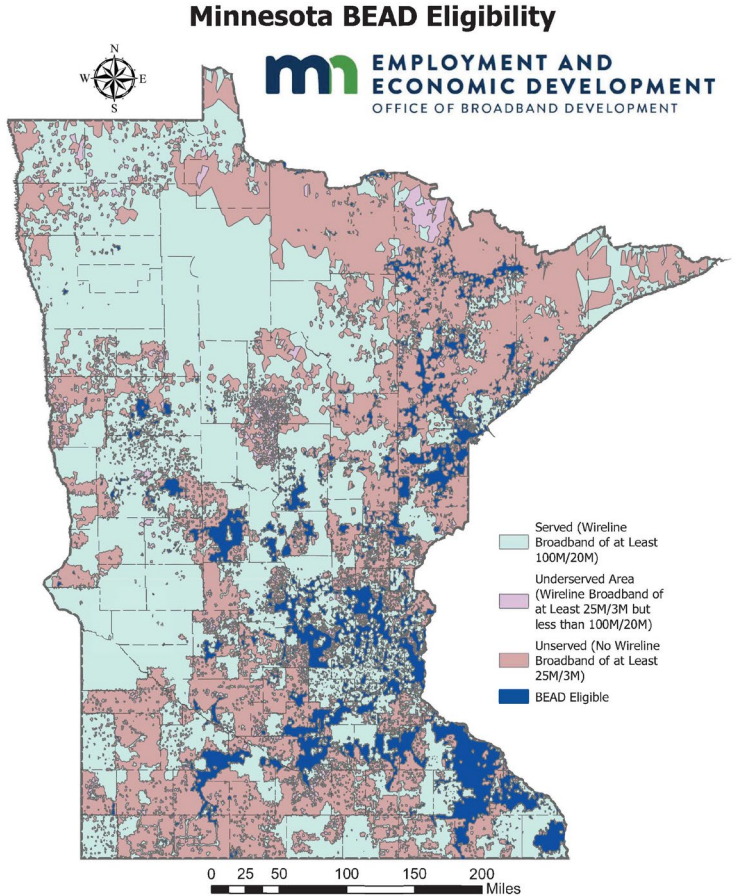 Minnesota BEAD Eligibility
N
W E
S
mn
EMPLOYMENT AND
ECONOMIC DEVELOPMENT
OFFICE OF BROADBAND DEVELOPMENT
Served (Wireline
Broadband of at Least
100M/20M)
Underserved Area
(Wireline Broadband of
at Least 25M/3M but
less than 100M/20M)
Unserved (No Wireline
Broadband of at Least
25M/3M)
BEAD Eligible
0 25 50 100 150 200
Miles